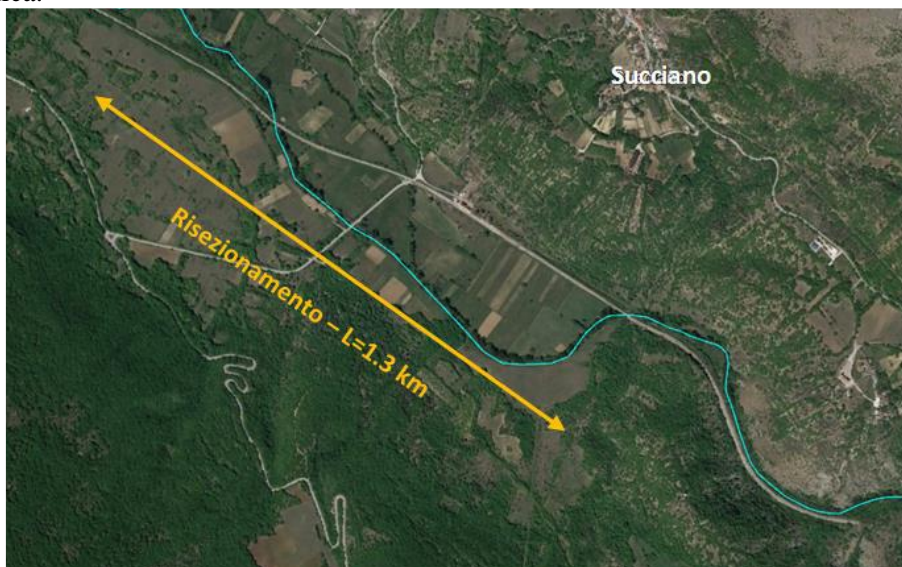 Succiano
Risezionamento – L=1.3 km